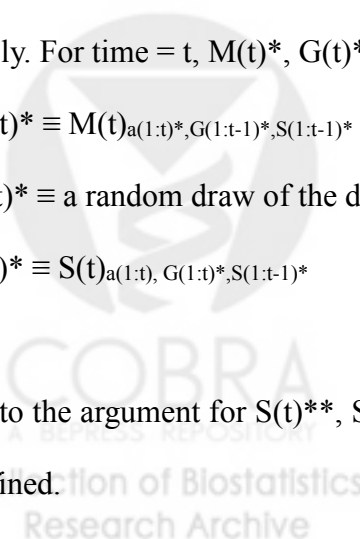 ly. For time = t, M(t)*, G(t)*
t)* ≡ M(t)a(1:t)*,G(1:t-1)*,S(1:t-1)*
t)* ≡ a random draw of the d
)* ≡ S(t)a(1:t), G(1:t)*,S(1:t-1)*
COBRA
A BEPRESS REPOSITORY
to the argument for S(t)**, S
ined.
ction of Biostatistics
Research Archive